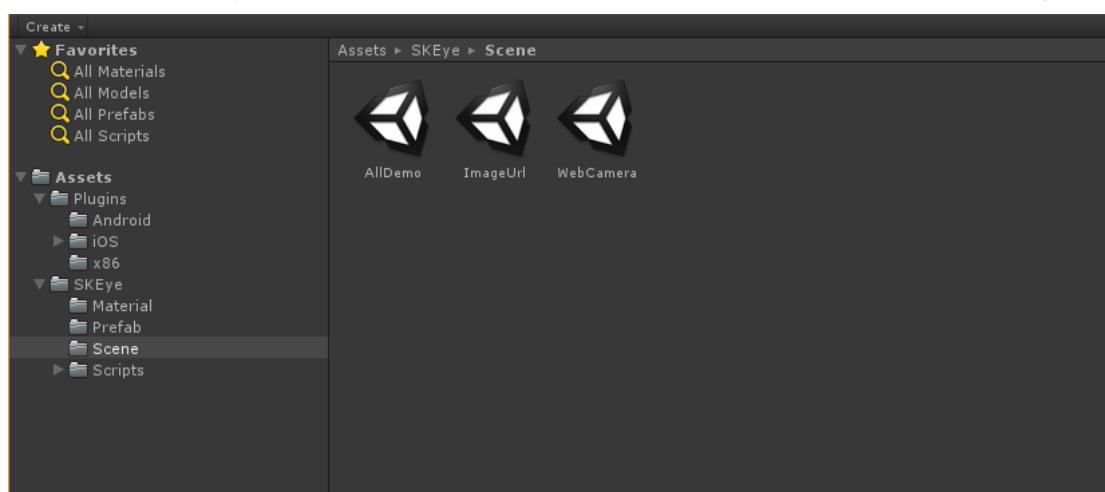 Create
Favorites
All Materials
All Models
All Prefabs
All Scripts
Assets
Plugins
Android
iOS
x86
SKEye
Material
Prefab
Scene
Scripts
Assets ▸ SKEye ▸ Scene
AllDemo ImageUrl WebCamera